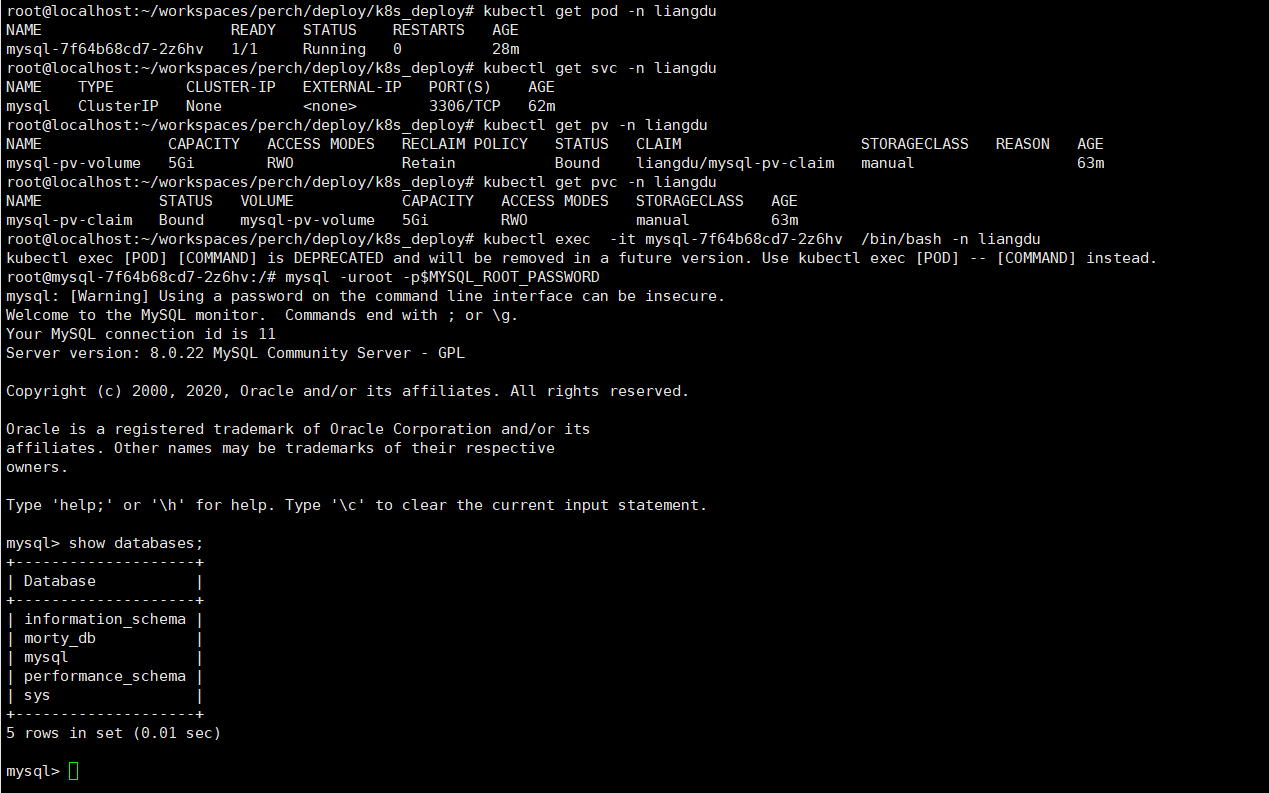 root@localhost:~/workspaces/perch/deploy/k8s_deploy# kubectl get pod -n liangdu
NAME                     READY   STATUS    RESTARTS   AGE
mysql-7f64b68cd7-2z6hv   1/1     Running   0          28m
root@localhost:~/workspaces/perch/deploy/k8s_deploy# kubectl get svc -n liangdu
NAME    TYPE        CLUSTER-IP   EXTERNAL-IP   PORT(S)    AGE
mysql   ClusterIP   None         <none>        3306/TCP   62m
root@localhost:~/workspaces/perch/deploy/k8s_deploy# kubectl get pv -n liangdu
NAME              CAPACITY   ACCESS MODES   RECLAIM POLICY   STATUS   CLAIM                    STORAGECLASS   REASON   AGE
mysql-pv-volume   5Gi        RWO            Retain           Bound    liangdu/mysql-pv-claim   manual                  63m
root@localhost:~/workspaces/perch/deploy/k8s_deploy# kubectl get pvc -n liangdu
NAME             STATUS   VOLUME            CAPACITY   ACCESS MODES   STORAGECLASS   AGE
mysql-pv-claim   Bound    mysql-pv-volume   5Gi        RWO            manual         63m
root@localhost:~/workspaces/perch/deploy/k8s_deploy# kubectl exec  -it mysql-7f64b68cd7-2z6hv  /bin/bash -n liangdu
kubectl exec [POD] [COMMAND] is DEPRECATED and will be removed in a future version. Use kubectl exec [POD] -- [COMMAND] instead.
root@mysql-7f64b68cd7-2z6hv:/# mysql -uroot -p$MYSQL_ROOT_PASSWORD
mysql: [Warning] Using a password on the command line interface can be insecure.
Welcome to the MySQL monitor.  Commands end with ; or \g.
Your MySQL connection id is 11
Server version: 8.0.22 MySQL Community Server - GPL

Copyright (c) 2000, 2020, Oracle and/or its affiliates. All rights reserved.

Oracle is a registered trademark of Oracle Corporation and/or its
affiliates. Other names may be trademarks of their respective
owners.

Type 'help;' or '\h' for help. Type '\c' to clear the current input statement.

mysql> show databases;
+--------------------+
| Database           |
+--------------------+
| information_schema |
| morty_db           |
| mysql              |
| performance_schema |
| sys                |
+--------------------+
5 rows in set (0.01 sec)

mysql>